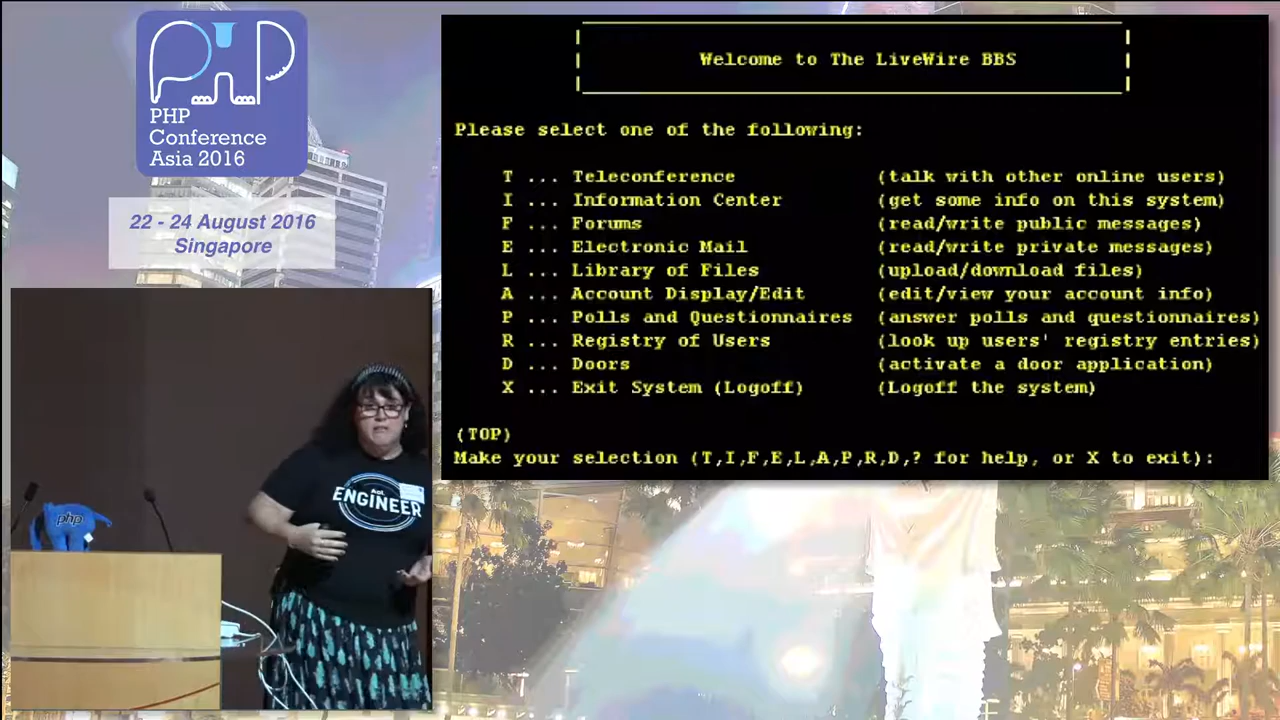 PHP
Conference
Asia 2016
22 - 24 August 2016
Singapore
Welcome to The LiveWire BBS
Please select one of the following:
T ... Teleconference (talk with other online users)
I ... Information Center (get some info on this system)
F ... Forums (read/write public messages)
E ... Electronic Mail (read/write private messages)
L ... Library of Files (upload/download files)
A ... Account Display/Edit (edit/view your account info)
P ... Polls and Questionnaires (answer polls and questionnaires)
R ... Registry of Users (look up users' registry entries)
D ... Doors (activate a door application)
X ... Exit System (Logoff) (Logoff the system)
(TOP)
Make your selection (T,I,F,E,L,A,P,R,D,? for help, or X to exit):
ENGINEER
php